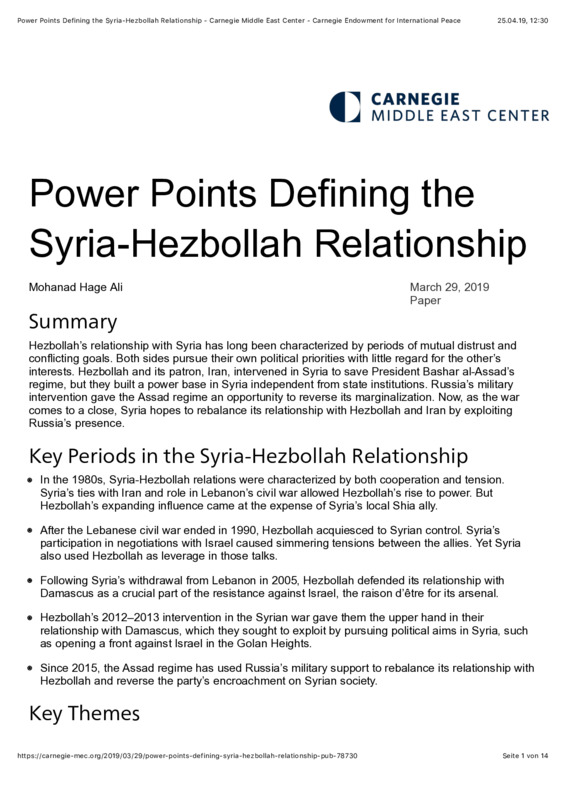 Power Points Defining the Syria-Hezbollah Relationship - Carnegie Middle East Center - Carnegie Endowment for International Peace 25.04.19, 12:30
CARNEGIE
MIDDLE EAST CENTER
Power Points Defining the
Syria-Hezbollah Relationship
Mohanad Hage Ali March 29, 2019
Paper
Summary
Hezbollah’s relationship with Syria has long been characterized by periods of mutual distrust and
conflicting goals. Both sides pursue their own political priorities with little regard for the other’s
interests. Hezbollah and its patron, Iran, intervened in Syria to save President Bashar al-Assad’s
regime, but they built a power base in Syria independent from state institutions. Russia’s military
intervention gave the Assad regime an opportunity to reverse its marginalization. Now, as the war
comes to a close, Syria hopes to rebalance its relationship with Hezbollah and Iran by exploiting
Russia’s presence.
Key Periods in the Syria-Hezbollah Relationship
• In the 1980s, Syria-Hezbollah relations were characterized by both cooperation and tension.
Syria’s ties with Iran and role in Lebanon’s civil war allowed Hezbollah’s rise to power. But
Hezbollah’s expanding influence came at the expense of Syria’s local Shia ally.
• After the Lebanese civil war ended in 1990, Hezbollah acquiesced to Syrian control. Syria’s
participation in negotiations with Israel caused simmering tensions between the allies. Yet Syria
also used Hezbollah as leverage in those talks.
• Following Syria’s withdrawal from Lebanon in 2005, Hezbollah defended its relationship with
Damascus as a crucial part of the resistance against Israel, the raison d’être for its arsenal.
• Hezbollah’s 2012–2013 intervention in the Syrian war gave them the upper hand in their
relationship with Damascus, which they sought to exploit by pursuing political aims in Syria, such
as opening a front against Israel in the Golan Heights.
• Since 2015, the Assad regime has used Russia’s military support to rebalance its relationship with
Hezbollah and reverse the party’s encroachment on Syrian society.
Key Themes
https://carnegie-mec.org/2019/03/29/power-points-defining-syria-hezbollah-relationship-pub-78730 Seite 1 von 14